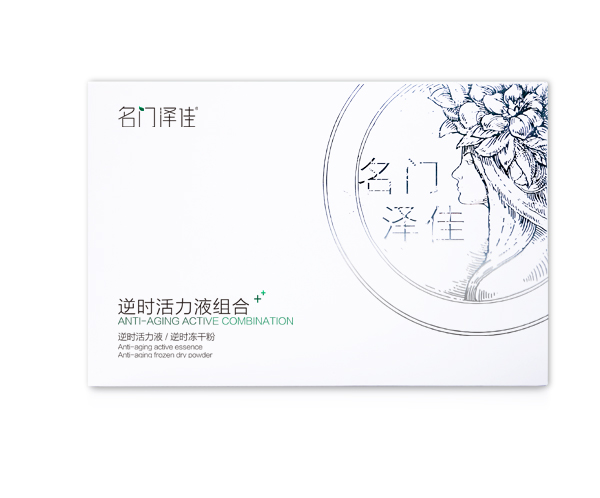 名门泽佳®
名门
泽佳
逆时活力液组合++
ANTI-AGING ACTIVE COMBINATION
逆时活力液 / 逆时冻干粉
Anti-aging active essence
Anti-aging frozen dry powder